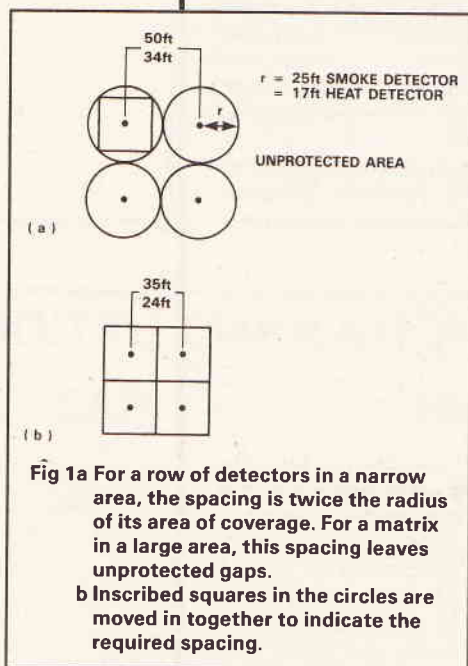 50ft
34ft
r = 25ft SMOKE DETECTOR
= 17ft HEAT DETECTOR
r
UNPROTECTED AREA
(a)
35ft
24ft
(b)
Fig 1a For a row of detectors in a narrow
area, the spacing is twice the radius
of its area of coverage. For a matrix
in a large area, this spacing leaves
unprotected gaps.
b Inscribed squares in the circles are
moved in together to indicate the
required spacing.